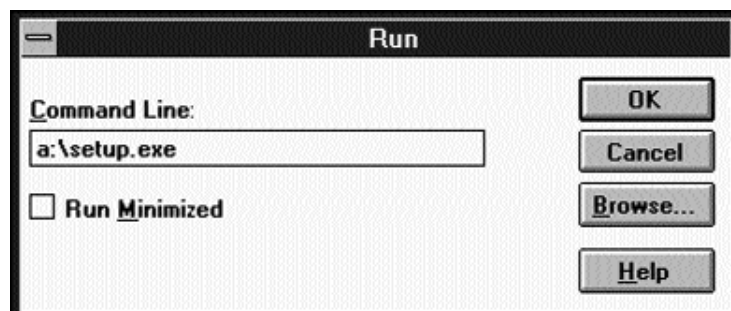 Run
Command Line:
a:\setup.exe
Run Minimized
OK
Cancel
Browse...
Help